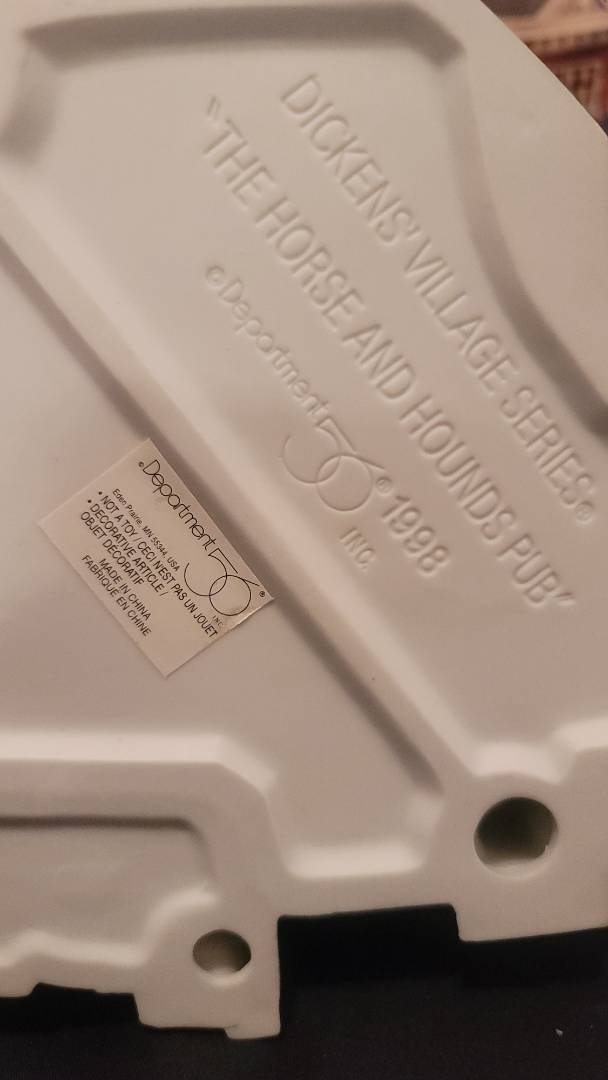 DICKENS' VILLAGE SERIES®
"THE HORSE AND HOUNDS PUB"
©Department 56® 1998
INC.
©Department 56®
INC.
Eden Prairie, MN 55344, USA
• NOT A TOY / CECI N'EST PAS UN JOUET
• DECORATIVE ARTICLE /
OBJET DÉCORATIF
MADE IN CHINA
FABRIQUE EN CHINE